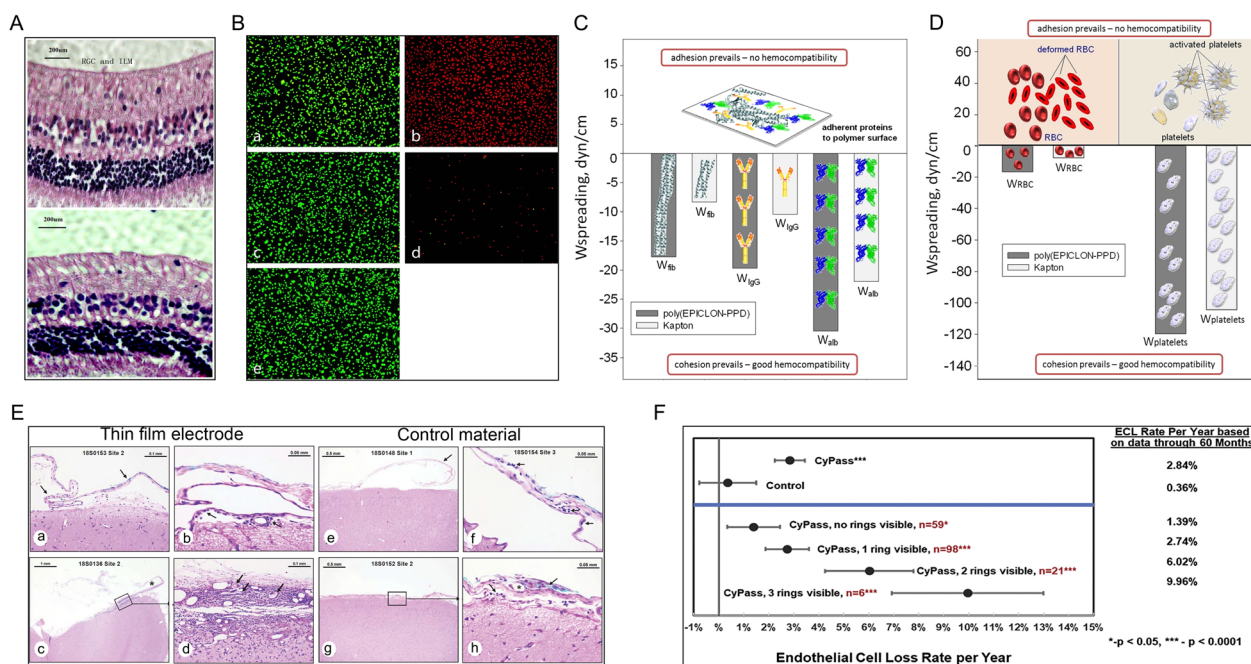 A
200um
RGC and ILM
200um
B
a
b
c
d
e
C
adhesion prevails – no hemocompatibility
Wspreading, dyn/cm
15
10
5
0
-5
-10
-15
-20
-25
-30
-35
adherent proteins
to polymer surface
Wfib
Wfib
WIgG
WIgG
Walb
Walb
poly(EPICLON-PPD)
Kapton
cohesion prevails – good hemocompatibility
D
adhesion prevails – no hemocompatibility
Wspreading, dyn/cm
60
40
20
0
-20
-40
-60
-80
-100
-120
-140
deformed RBC
RBC
activated platelets
platelets
WRBC
WRBC
poly(EPICLON-PPD)
Kapton
Wplatelets
Wplatelets
cohesion prevails – good hemocompatibility
E
Thin film electrode
Control material
18S0153 Site 2
0.1 mm
a
0.05 mm
b
18S0148 Site 1
0.5 mm
e
18S0154 Site 3
0.05 mm
f
1 mm
18S0136 Site 2
*
c
0.1 mm
d
0.5 mm
18S0152 Site 2
g
0.05 mm
*
h
F
ECL Rate Per Year based
on data through 60 Months
CyPass***
2.84%
Control
0.36%
CyPass, no rings visible, n=59*
1.39%
CyPass, 1 ring visible, n=98***
2.74%
CyPass, 2 rings visible, n=21***
6.02%
CyPass, 3 rings visible, n=6***
9.96%
-1% 0% 1% 2% 3% 4% 5% 6% 7% 8% 9% 10% 11% 12% 13% 14% 15%
*-p < 0.05, *** - p < 0.0001
Endothelial Cell Loss Rate per Year